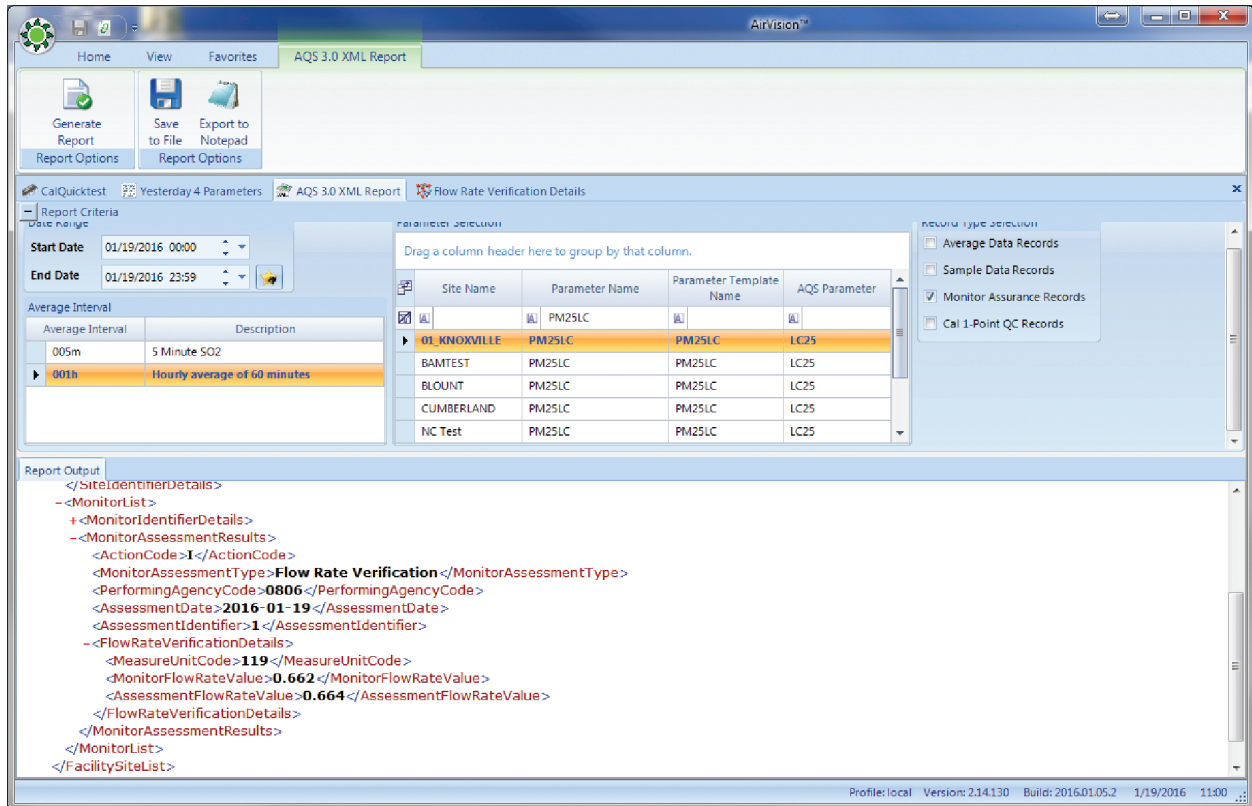 AirVision™
Home View Favorites AQS 3.0 XML Report
Generate Report
Save to File
Export to Notepad
Report Options
Report Options
CalQuicktest Yesterday 4 Parameters AQS 3.0 XML Report Flow Rate Verification Details
Report Criteria
Date Range
Start Date 01/19/2016 00:00
End Date 01/19/2016 23:59
Average Interval
Average Interval Description
005m 5 Minute SO2
001h Hourly average of 60 minutes
Parameter Selection
Drag a column header here to group by that column.
Site Name Parameter Name Parameter Template Name AQS Parameter
PM25LC
01_KNOXVILLE PM25LC PM25LC LC25
BAMTEST PM25LC PM25LC LC25
BLOUNT PM25LC PM25LC LC25
CUMBERLAND PM25LC PM25LC LC25
NC Test PM25LC PM25LC LC25
Record Type Selection
Average Data Records
Sample Data Records
Monitor Assurance Records
Cal 1-Point QC Records
Report Output
</SiteIdentifierDetails>
-<MonitorList>
+<MonitorIdentifierDetails>
-<MonitorAssessmentResults>
<ActionCode>I</ActionCode>
<MonitorAssessmentType>Flow Rate Verification</MonitorAssessmentType>
<PerformingAgencyCode>0806</PerformingAgencyCode>
<AssessmentDate>2016-01-19</AssessmentDate>
<AssessmentIdentifier>1</AssessmentIdentifier>
-<FlowRateVerificationDetails>
<MeasureUnitCode>119</MeasureUnitCode>
<MonitorFlowRateValue>0.662</MonitorFlowRateValue>
<AssessmentFlowRateValue>0.664</AssessmentFlowRateValue>
</FlowRateVerificationDetails>
</MonitorAssessmentResults>
</MonitorList>
</FacilitySiteList>
Profile: local Version: 2.14.130 Build: 2016.01.05.2 1/19/2016 11:00